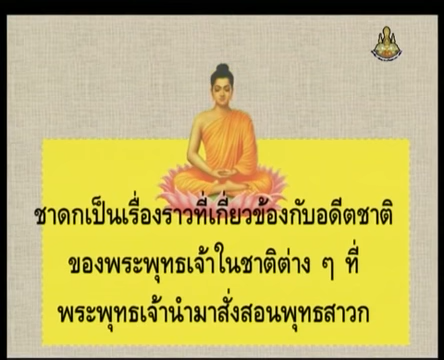 ชาดกเป็นเรื่องราวที่เกี่ยวข้องกับอดีตชาติ
ของพระพุทธเจ้าในชาติต่าง ๆ ที่
พระพุทธเจ้านำมาสั่งสอนพุทธสาวก